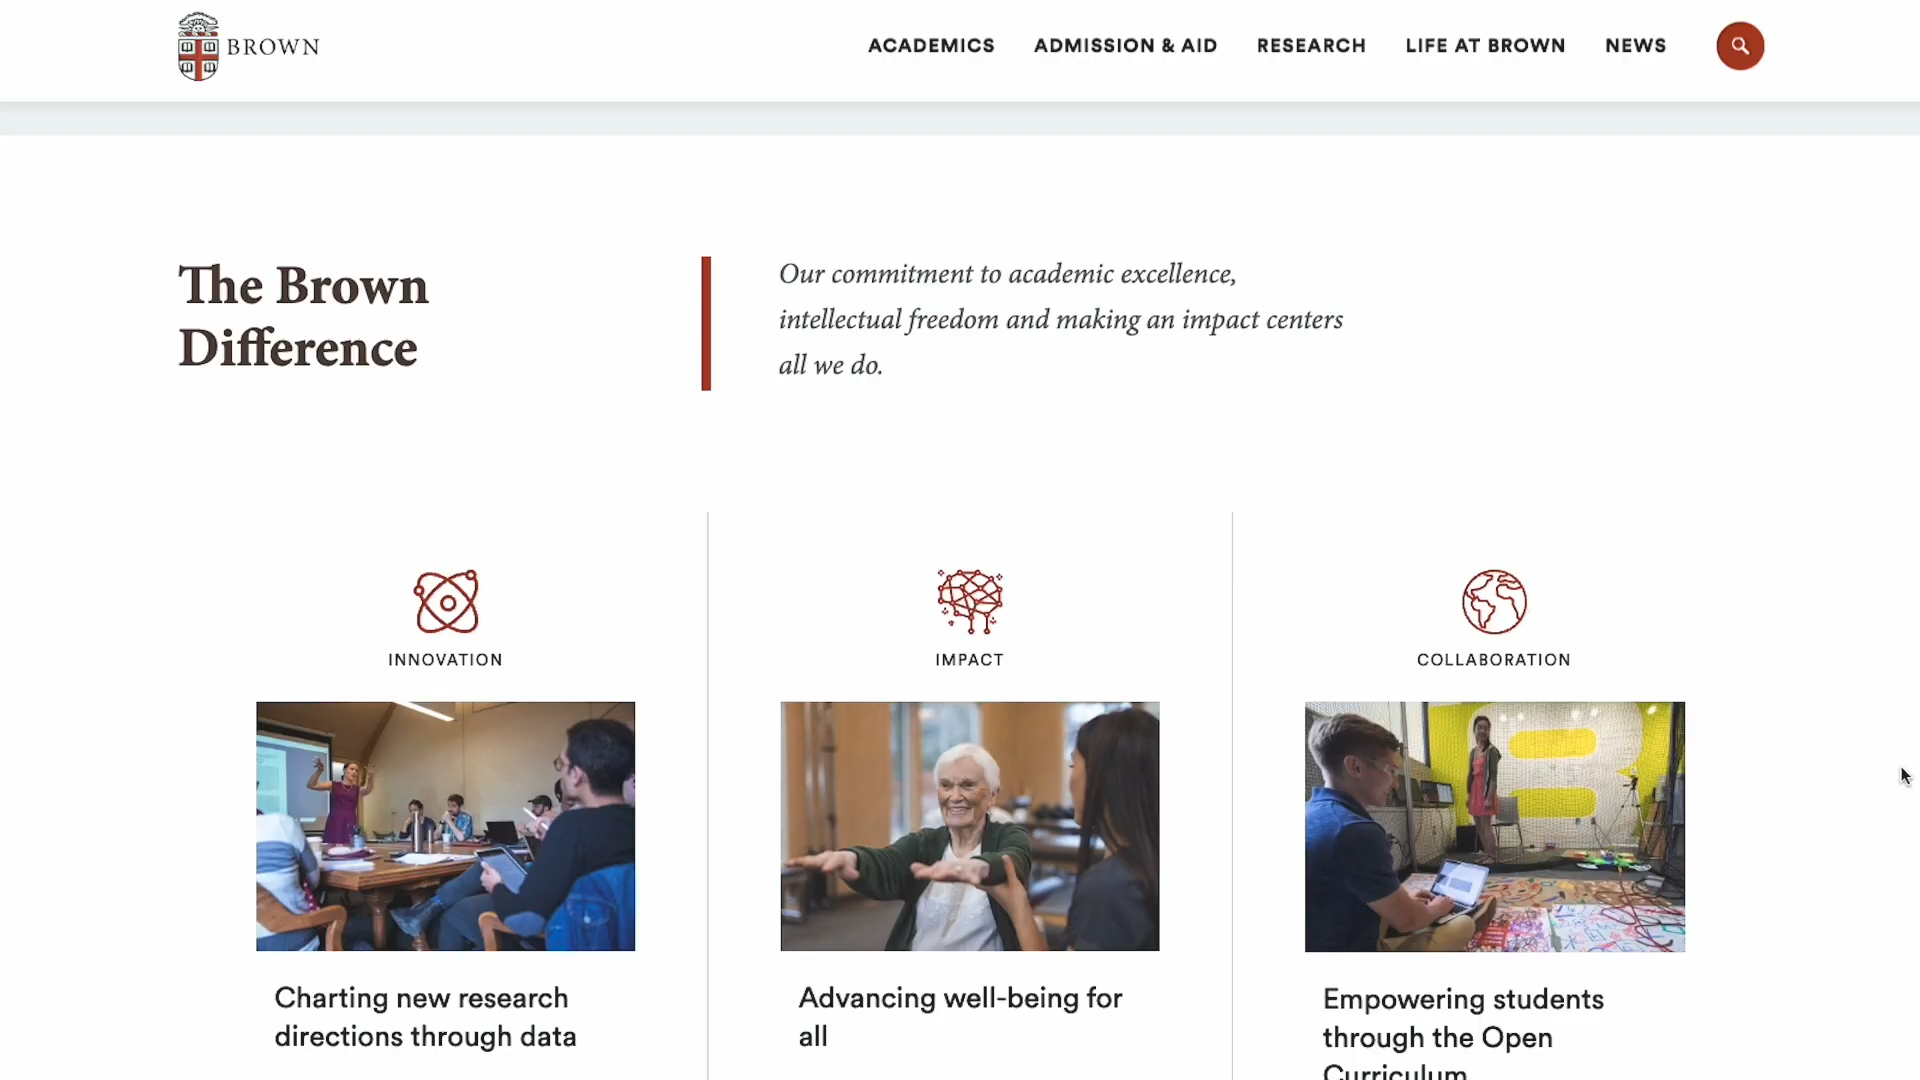 BROWN
ACADEMICS
ADMISSION & AID
RESEARCH
LIFE AT BROWN
NEWS
The Brown
Difference
Our commitment to academic excellence,
intellectual freedom and making an impact centers
all we do.
INNOVATION
Charting new research
directions through data
IMPACT
Advancing well-being for
all
COLLABORATION
Empowering students
through the Open
Curriculum